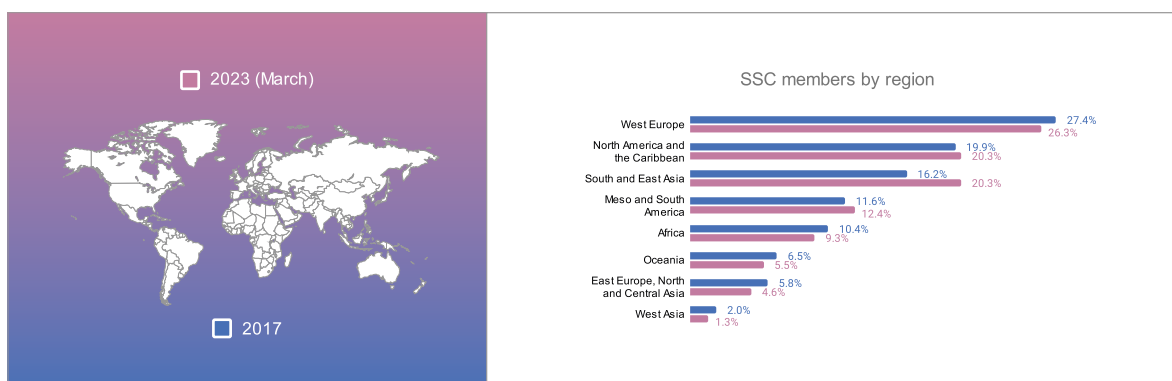 2023 (March)
2017
SSC members by region
West Europe
27.4%
26.3%
North America and
the Caribbean
19.9%
20.3%
South and East Asia
16.2%
20.3%
Meso and South
America
11.6%
12.4%
Africa
10.4%
9.3%
Oceania
6.5%
5.5%
East Europe, North
and Central Asia
5.8%
4.6%
West Asia
2.0%
1.3%